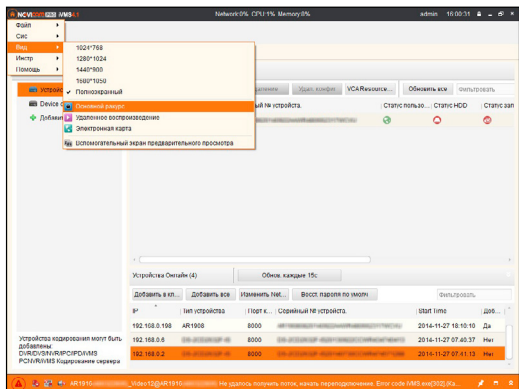 NOVICAM iVMS4.1 Network:0% CPU:1% Memory:8% admin 16:00:31
Файл
Сис
Вид
Инстр
Помощь
1024*768
1280*1024
1440*900
1680*1050
Полноэкранный
Основной ракурс
Удаленное воспроизведение
Электронная карта
Вспомогательный экран предварительного просмотра
Устройс
Device
Добави
Удал. конфиг. VCA Resource... Обновить все Фильтровать
ый № устройства. Статус пользо... Статус HDD Статус зап
Устройства Онлайн (4) Обнов. каждые 15с
Добавить в кл... Добавить все Изменить Net... Восст. пароля по умолч Фильтровать.
IP Тип устройства Порт к... Серийный № устройства. Start Time Доб...
192.168.0.198 AR1908 8000 2014-11-27 18:10:10 Да
192.168.0.6 8000 2014-11-27 07:40:37 Нет
192.168.0.2 8000 2014-11-27 07:41:13 Нет
Устройства кодирования могут быть
добавлены:
DVR/DVS/NVR/IPC/IPD/iVMS
PCNVR/iVMS Кодирование сервера
AR1910 _Video12@AR1910 Не удалось получить поток, начать переподключение. Error code iVMS.exe[302]